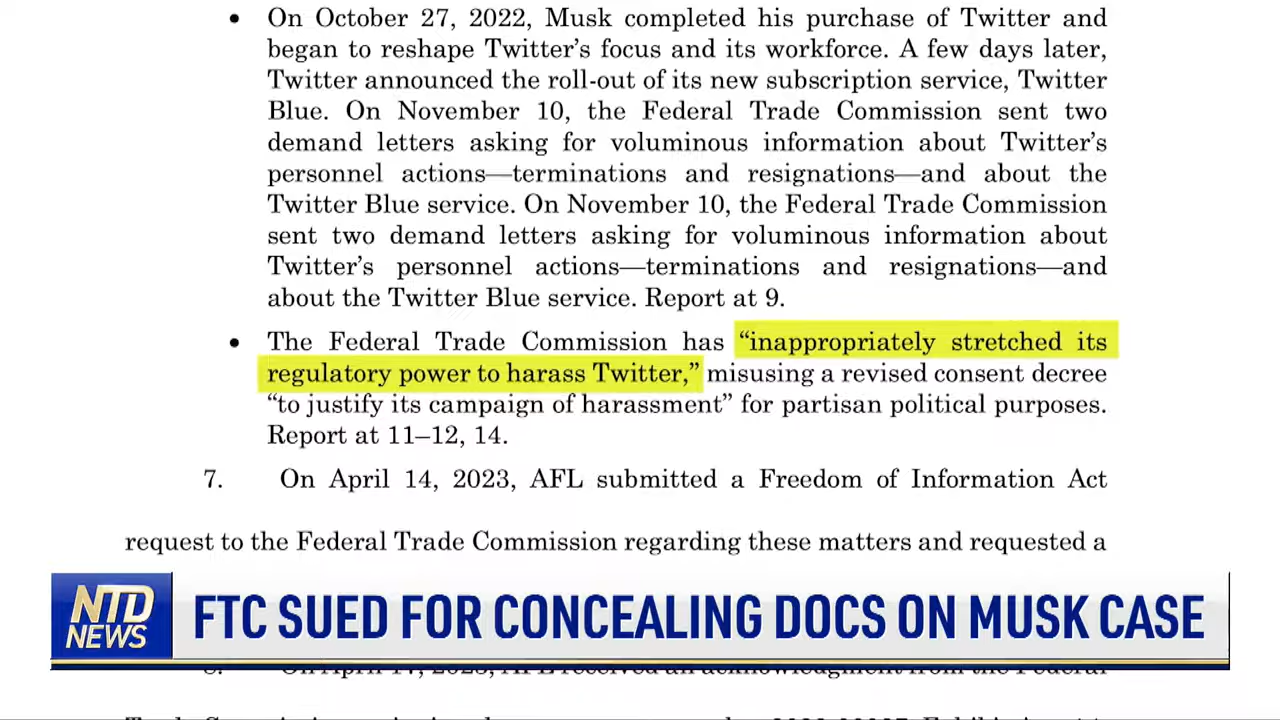 • On October 27, 2022, Musk completed his purchase of Twitter and
began to reshape Twitter’s focus and its workforce. A few days later,
Twitter announced the roll-out of its new subscription service, Twitter
Blue. On November 10, the Federal Trade Commission sent two
demand letters asking for voluminous information about Twitter’s
personnel actions—terminations and resignations—and about the
Twitter Blue service. On November 10, the Federal Trade Commission
sent two demand letters asking for voluminous information about
Twitter’s personnel actions—terminations and resignations—and
about the Twitter Blue service. Report at 9.
• The Federal Trade Commission has “inappropriately stretched its
regulatory power to harass Twitter,” misusing a revised consent decree
“to justify its campaign of harassment” for partisan political purposes.
Report at 11–12, 14.
7. On April 14, 2023, AFL submitted a Freedom of Information Act
request to the Federal Trade Commission regarding these matters and requested a
NTD
NEWS
FTC SUED FOR CONCEALING DOCS ON MUSK CASE